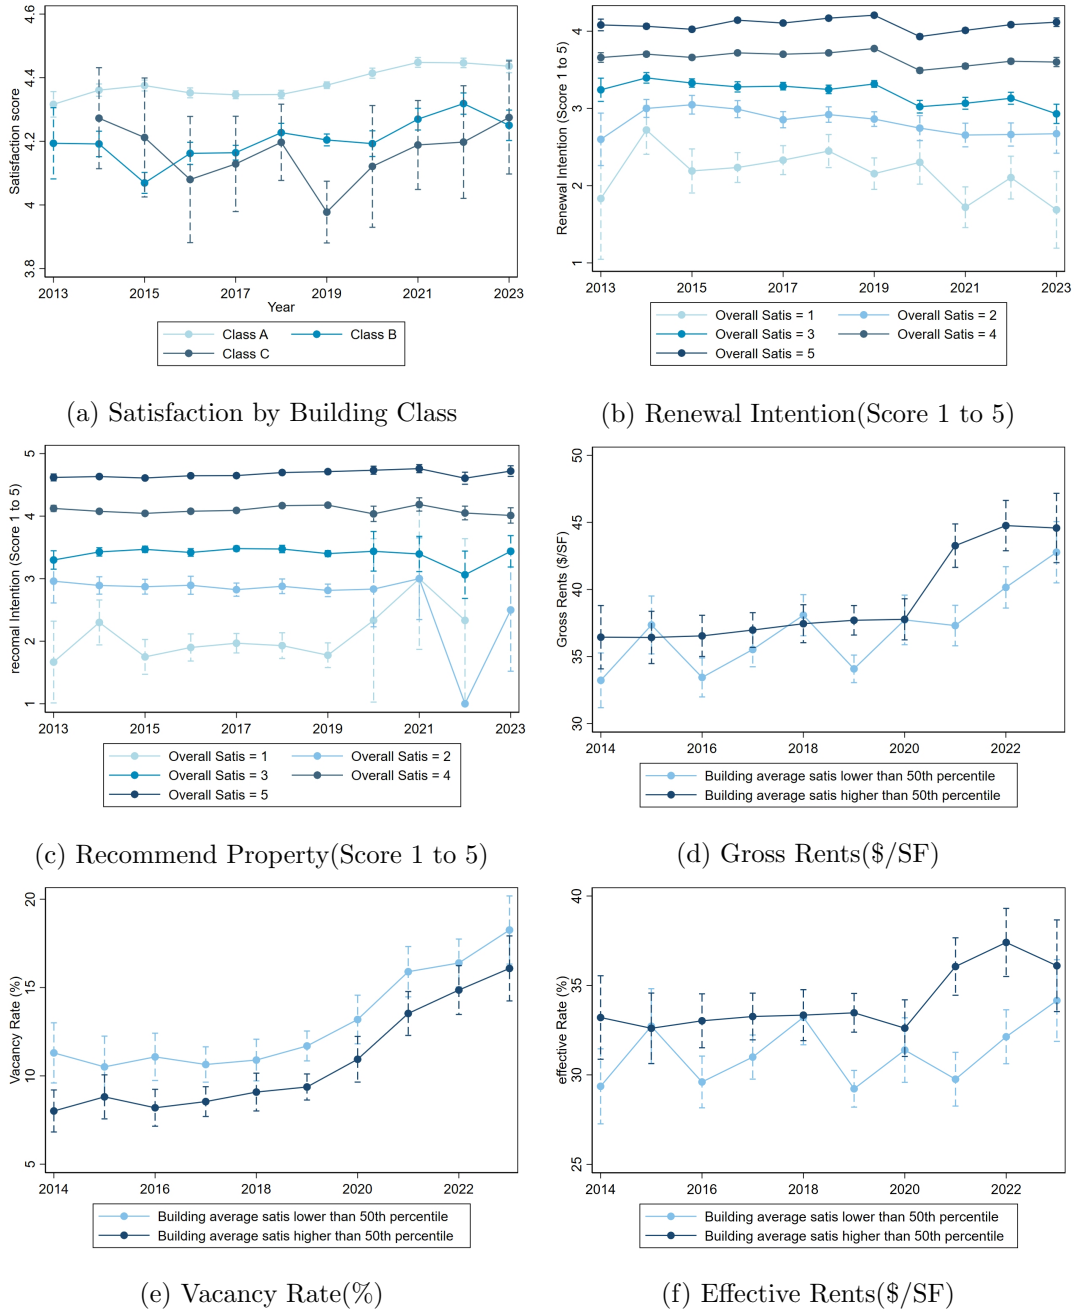 Satisfaction score
4.6
4.4
4.2
4
3.8
2013 2015 2017 2019 2021 2023
Year
Class A Class B
Class C
(a) Satisfaction by Building Class
Renewal Intention (Score 1 to 5)
4
3
2
1
2013 2015 2017 2019 2021 2023
Overall Satis = 1 Overall Satis = 2
Overall Satis = 3 Overall Satis = 4
Overall Satis = 5
(b) Renewal Intention(Score 1 to 5)
recomal Intention (Score 1 to 5)
5
4
3
2
1
2013 2015 2017 2019 2021 2023
Overall Satis = 1 Overall Satis = 2
Overall Satis = 3 Overall Satis = 4
Overall Satis = 5
(c) Recommend Property(Score 1 to 5)
Gross Rents ($/SF)
50
45
40
35
30
2014 2016 2018 2020 2022
Building average satis lower than 50th percentile
Building average satis higher than 50th percentile
(d) Gross Rents($/SF)
Vacancy Rate (%)
20
15
10
5
2014 2016 2018 2020 2022
Building average satis lower than 50th percentile
Building average satis higher than 50th percentile
(e) Vacancy Rate(%)
effective Rate (%)
40
35
30
25
2014 2016 2018 2020 2022
Building average satis lower than 50th percentile
Building average satis higher than 50th percentile
(f) Effective Rents($/SF)